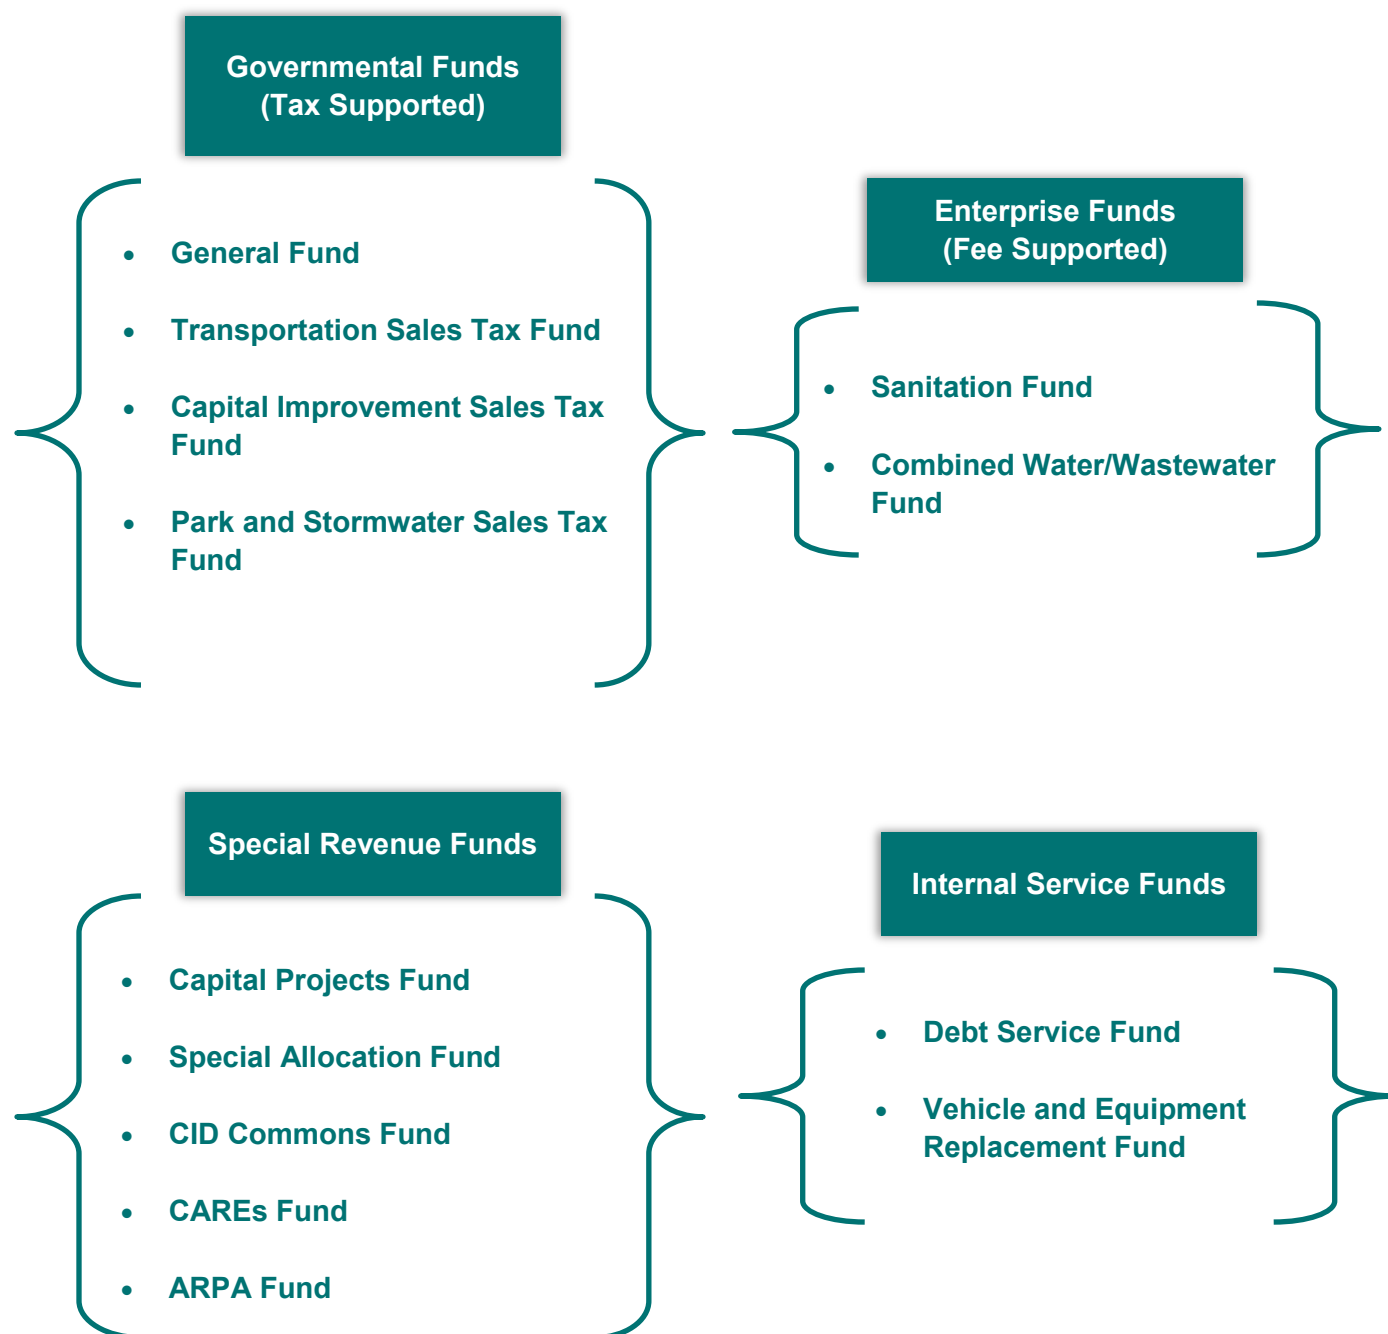 Governmental Funds
(Tax Supported)
• General Fund
• Transportation Sales Tax Fund
• Capital Improvement Sales Tax
Fund
• Park and Stormwater Sales Tax
Fund
Enterprise Funds
(Fee Supported)
• Sanitation Fund
• Combined Water/Wastewater
Fund
Special Revenue Funds
• Capital Projects Fund
• Special Allocation Fund
• CID Commons Fund
• CAREs Fund
• ARPA Fund
Internal Service Funds
• Debt Service Fund
• Vehicle and Equipment
Replacement Fund